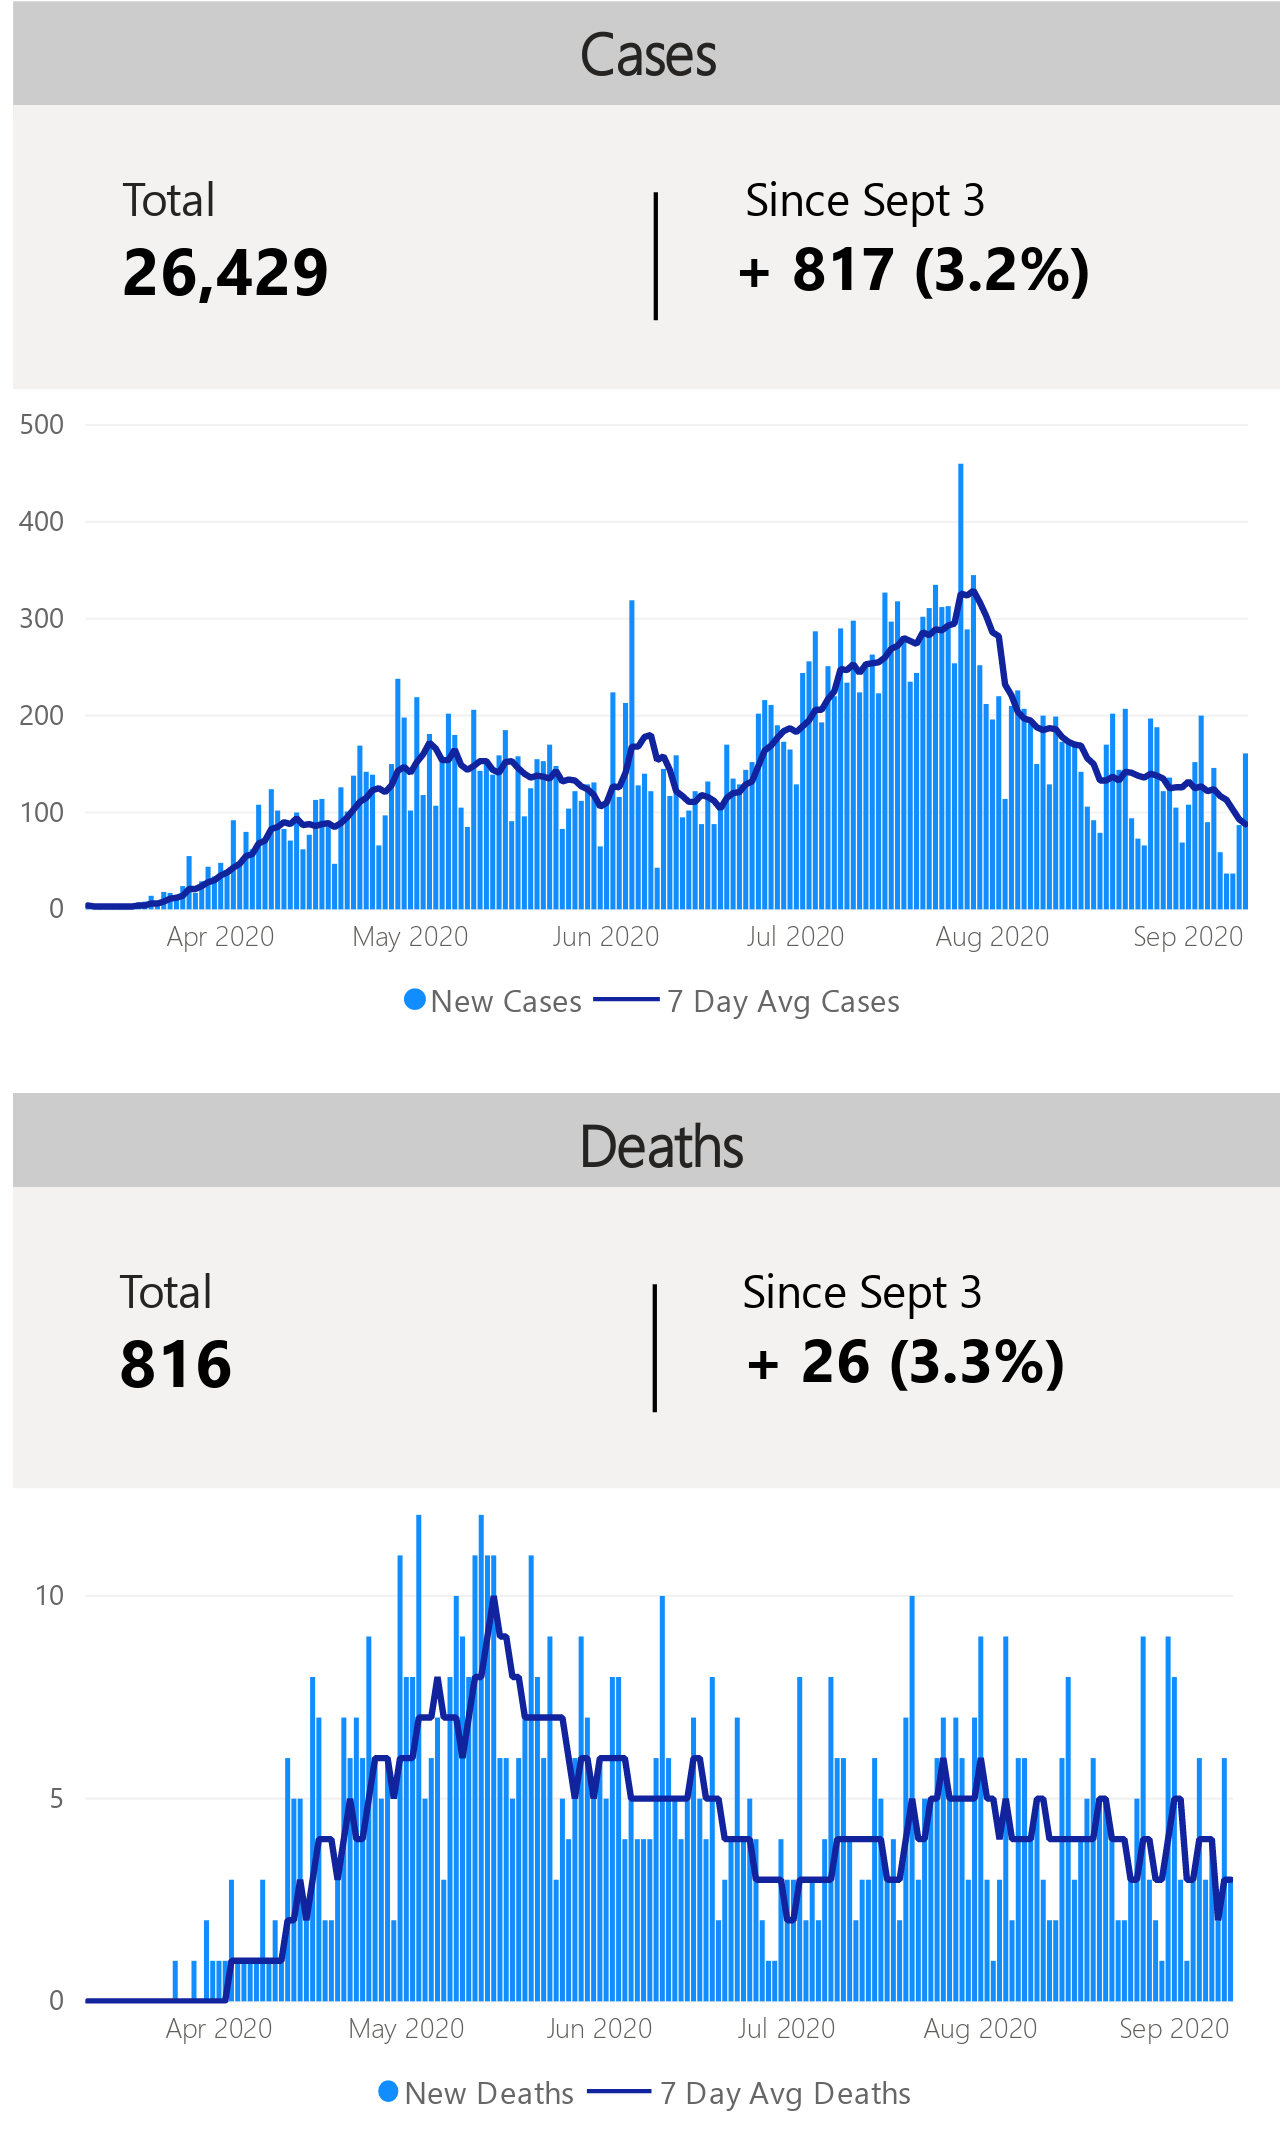 Cases
Total
Since Sept 3
26,429
+ 817 (3.2%)
500
400
300
200
100
0
Apr 2020
May 2020
Jun 2020
Jul 2020
Aug 2020
Sep 2020
New Cases
7 Day Avg Cases
Deaths
Total
Since Sept 3
816
+ 26 (3.3%)
10
5
0
Apr 2020
May 2020
Jun 2020
Jul 2020
Aug 2020
Sep 2020
New Deaths
7 Day Avg Deaths